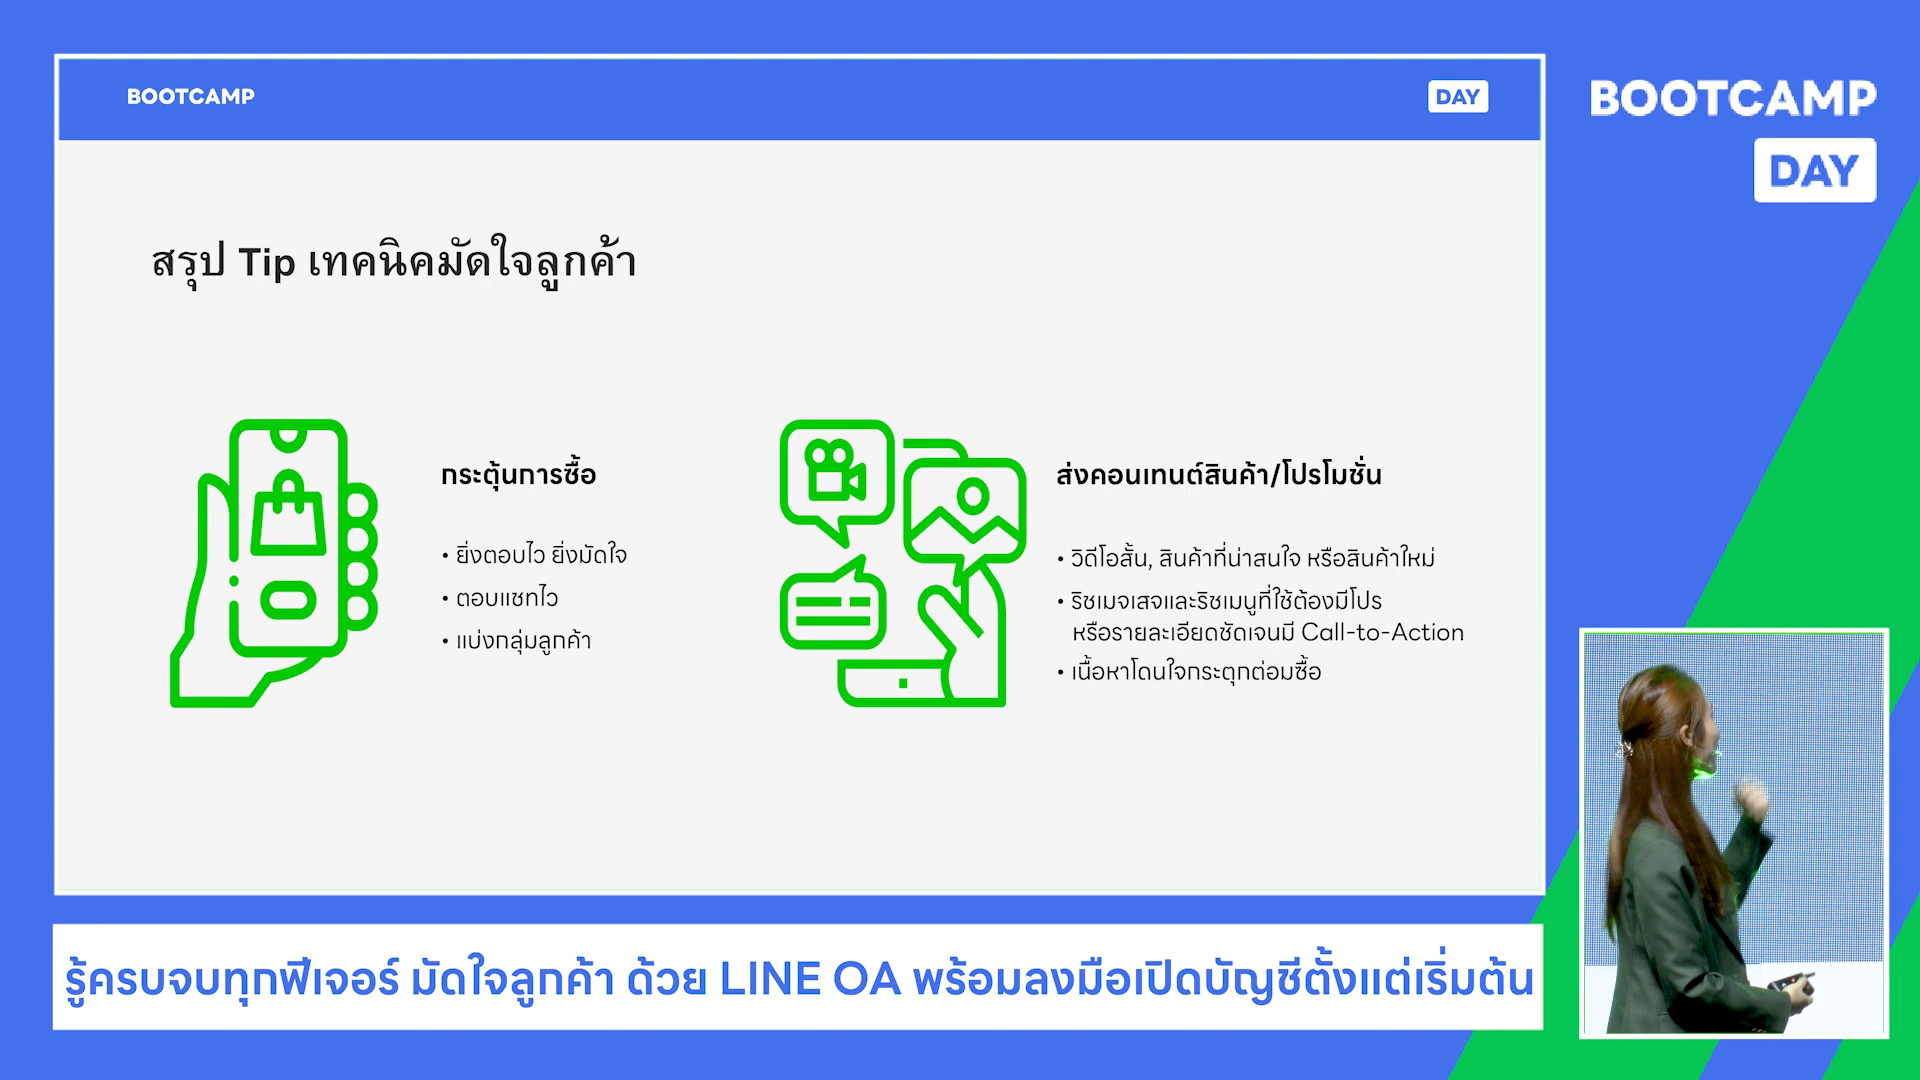 BOOTCAMP
DAY
สรุป Tip เทคนิคมัดใจลูกค้า
กระตุ้นการซื้อ
• ยิ่งตอบไว ยิ่งมัดใจ
• ตอบแชทไว
• แบ่งกลุ่มลูกค้า
ส่งคอนเทนต์สินค้า/โปรโมชั่น
• วิดีโอสั้น, สินค้าที่น่าสนใจ หรือสินค้าใหม่
• ริชเมจเสจและริชเมนูที่ใช้ต้องมีโปร
หรือรายละเอียดชัดเจนมี Call-to-Action
• เนื้อหาโดนใจกระตุกต่อมซื้อ
BOOTCAMP
DAY
รู้ครบจบทุกฟีเจอร์ มัดใจลูกค้า ด้วย LINE OA พร้อมลงมือเปิดบัญชีตั้งแต่เริ่มต้น